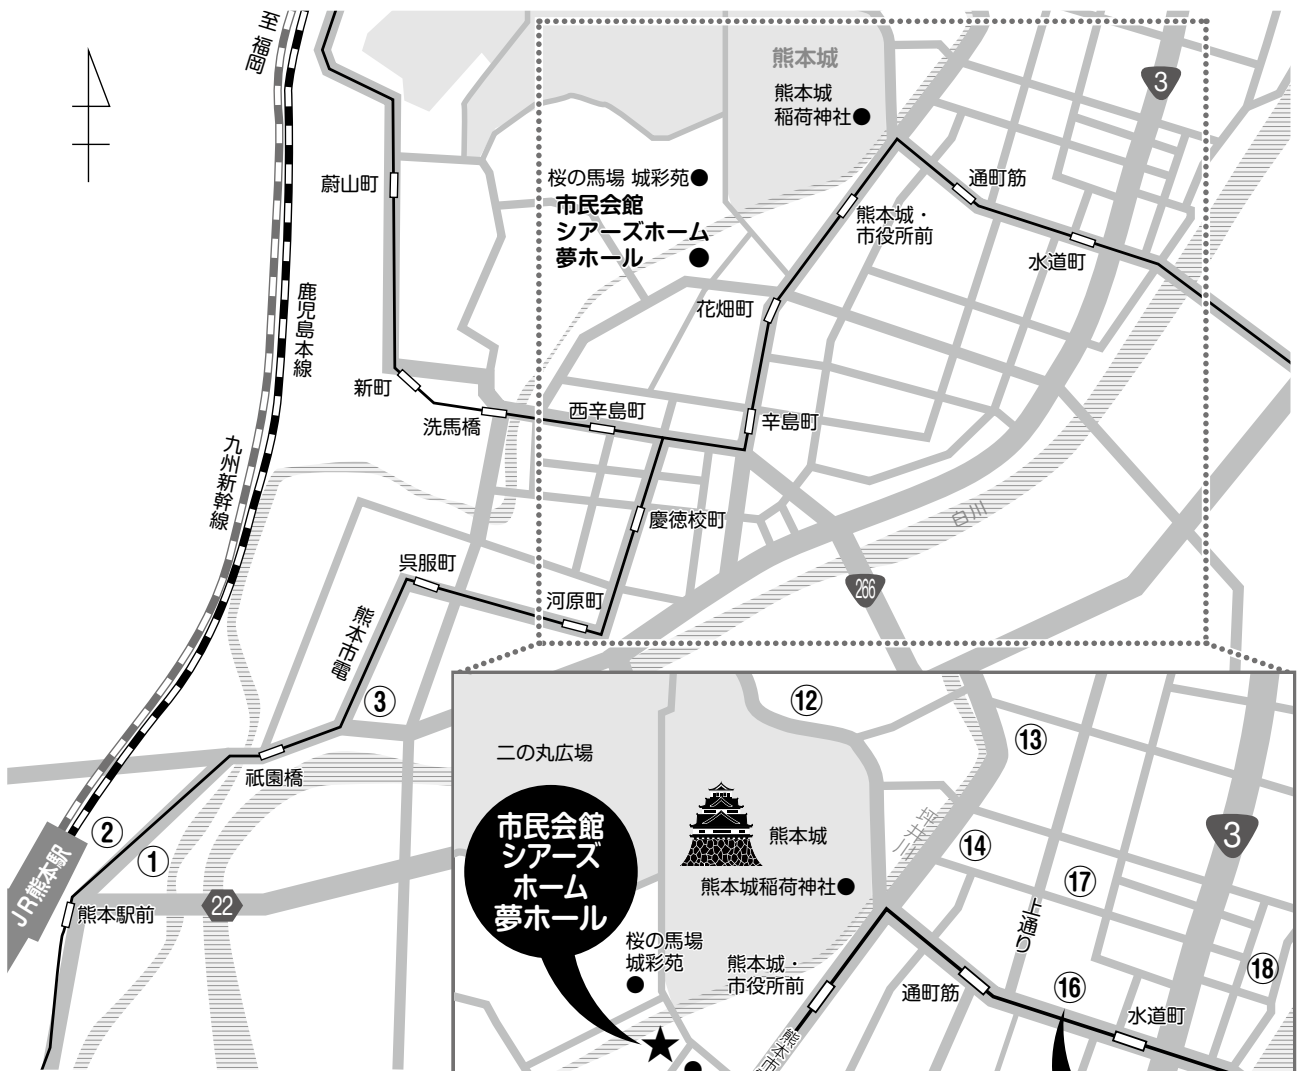 至 福岡
熊本城
熊本城
稲荷神社
3
蔚山町
桜の馬場 城彩苑
市民会館
シアーズホーム
夢ホール
通町筋
熊本城・
市役所前
水道町
鹿児島本線
花畑町
新町
洗馬橋
西辛島町
辛島町
九州新幹線
慶徳校町
白川
呉服町
河原町
266
熊本市電
③
祇園橋
②
①
JR熊本駅
熊本駅前
22
⑫
⑬
二の丸広場
市民会館
シアーズ
ホーム
夢ホール
熊本城
坪井川
3
⑭
熊本城稲荷神社
⑰
上通り
桜の馬場
城彩苑
熊本城・
市役所前
通町筋
⑱
⑯
水道町
熊本市